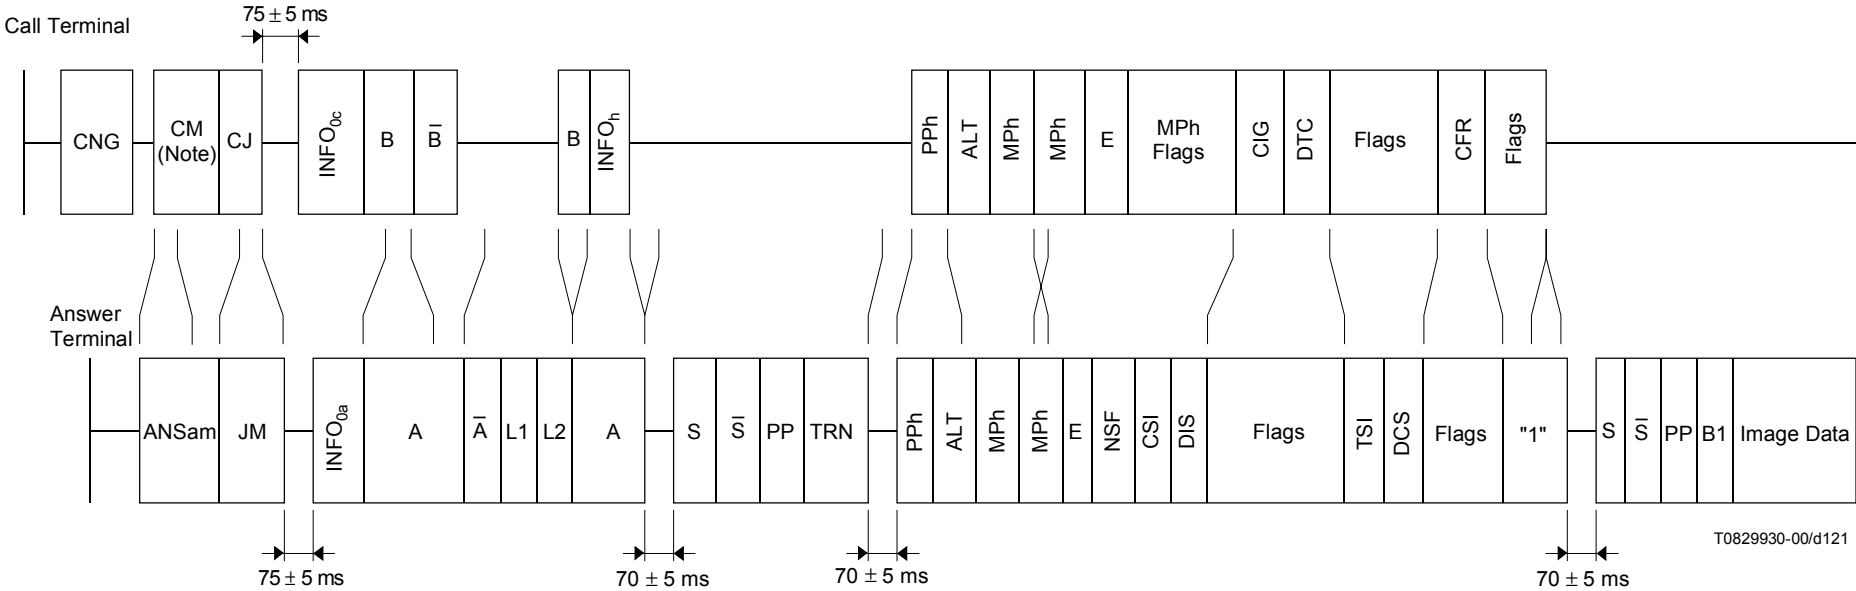 75 ± 5 ms
Call Terminal
CNG
CM
(Note)
CJ
INFO0c
B
B̅
B
INFOh
PPh
ALT
MPh
MPh
E
MPh
Flags
CIG
DTC
Flags
CFR
Flags
Answer
Terminal
ANSam
JM
INFO0a
A
A̅
L1
L2
A
S
S̅
PP
TRN
PPh
ALT
MPh
MPh
E
NSF
CSI
DIS
Flags
TSI
DCS
Flags
"1"
S
S̅
PP
B1
Image Data
T0829930-00/d121
75 ± 5 ms
70 ± 5 ms
70 ± 5 ms
70 ± 5 ms